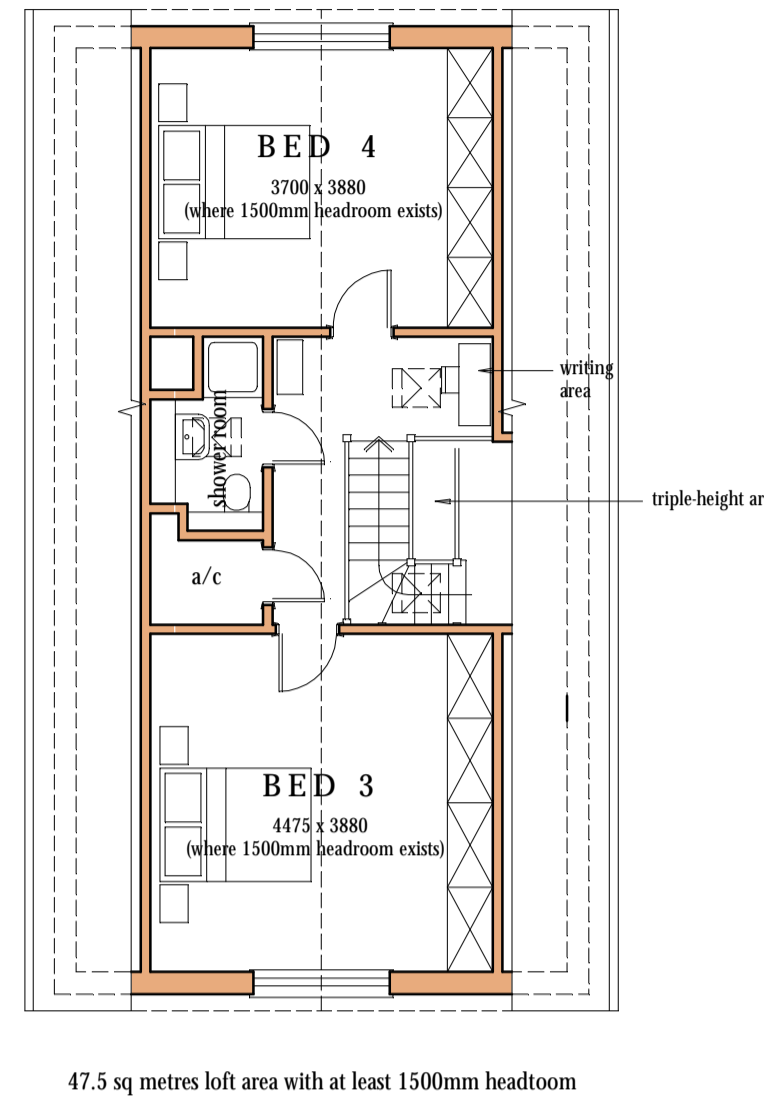 BED 4
3700 x 3880
(where 1500mm headroom exists)
writing
area
shower room
triple-height ar
a/c
BED 3
4475 x 3880
(where 1500mm headroom exists)
47.5 sq metres loft area with at least 1500mm headtoom